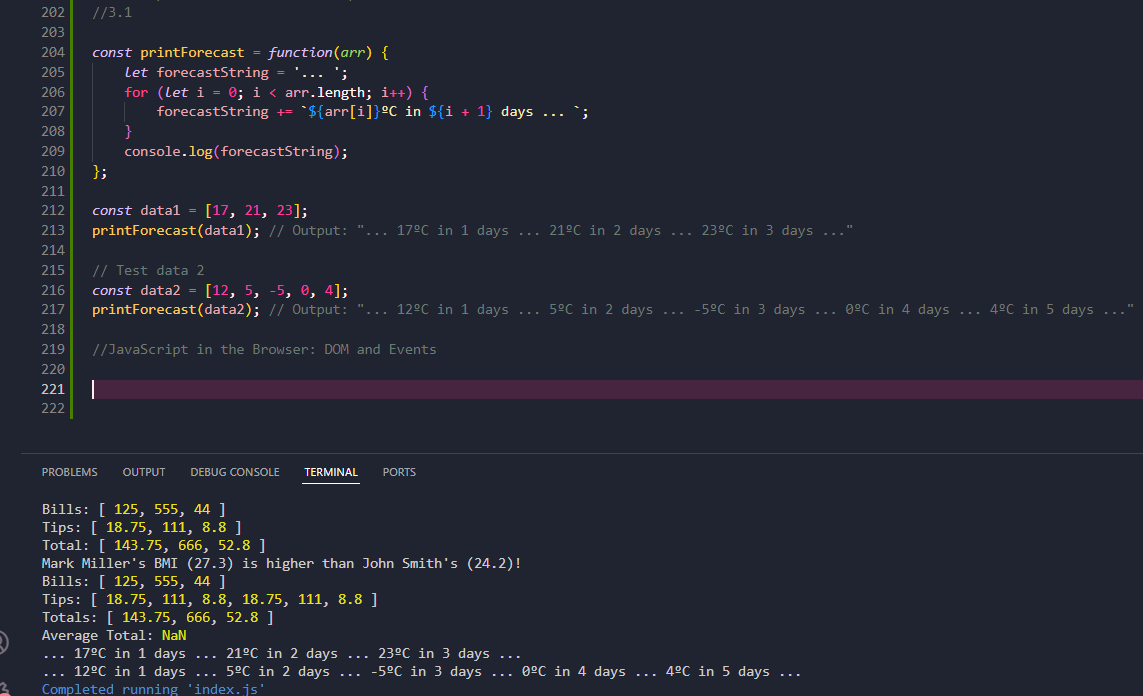 202 //3.1
203
204 const printForecast = function(arr) {
205 let forecastString = '... ';
206 for (let i = 0; i < arr.length; i++) {
207 forecastString += `${arr[i]}ºC in ${i + 1} days ... `;
208 }
209 console.log(forecastString);
210 };
211
212 const data1 = [17, 21, 23];
213 printForecast(data1); // Output: "... 17ºC in 1 days ... 21ºC in 2 days ... 23ºC in 3 days ..."
214
215 // Test data 2
216 const data2 = [12, 5, -5, 0, 4];
217 printForecast(data2); // Output: "... 12ºC in 1 days ... 5ºC in 2 days ... -5ºC in 3 days ... 0ºC in 4 days ... 4ºC in 5 days ..."
218
219 //JavaScript in the Browser: DOM and Events
220
221
222
PROBLEMS OUTPUT DEBUG CONSOLE TERMINAL PORTS
Bills: [ 125, 555, 44 ]
Tips: [ 18.75, 111, 8.8 ]
Total: [ 143.75, 666, 52.8 ]
Mark Miller's BMI (27.3) is higher than John Smith's (24.2)!
Bills: [ 125, 555, 44 ]
Tips: [ 18.75, 111, 8.8, 18.75, 111, 8.8 ]
Totals: [ 143.75, 666, 52.8 ]
Average Total: NaN
... 17ºC in 1 days ... 21ºC in 2 days ... 23ºC in 3 days ...
... 12ºC in 1 days ... 5ºC in 2 days ... -5ºC in 3 days ... 0ºC in 4 days ... 4ºC in 5 days ...
Completed running 'index.js'